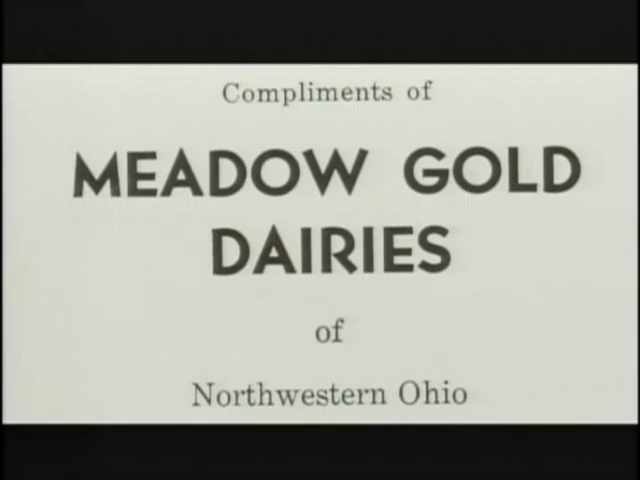 Compliments of
MEADOW GOLD
DAIRIES
of
Northwestern Ohio